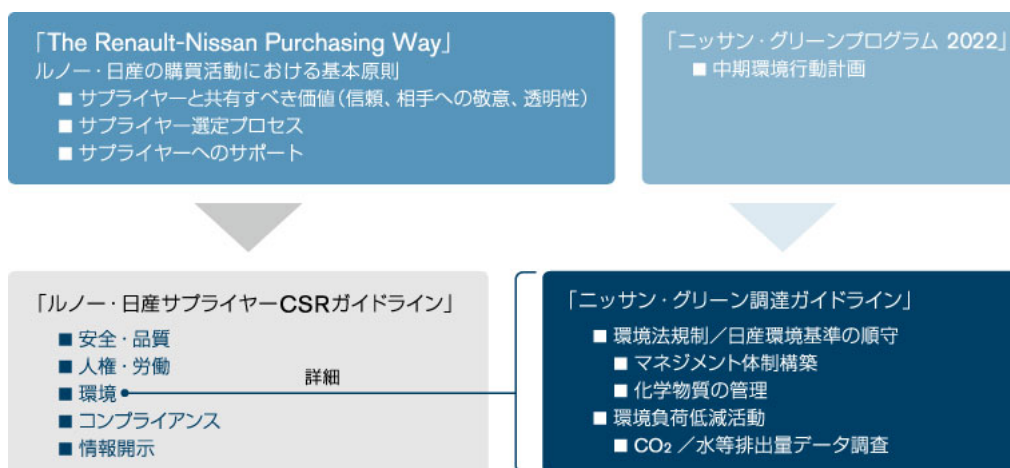 「The Renault-Nissan Purchasing Way」
ルノー・日産の購買活動における基本原則
■ サプライヤーと共有すべき価値（信頼、相手への敬意、透明性）
■ サプライヤー選定プロセス
■ サプライヤーへのサポート
「ニッサン・グリーンプログラム 2022」
■ 中期環境行動計画
「ルノー・日産サプライヤーCSRガイドライン」
■ 安全・品質
■ 人権・労働
■ 環境
■ コンプライアンス
■ 情報開示
詳細
「ニッサン・グリーン調達ガイドライン」
■ 環境法規制／日産環境基準の順守
■ マネジメント体制構築
■ 化学物質の管理
■ 環境負荷低減活動
■ CO₂ ／水等排出量データ調査